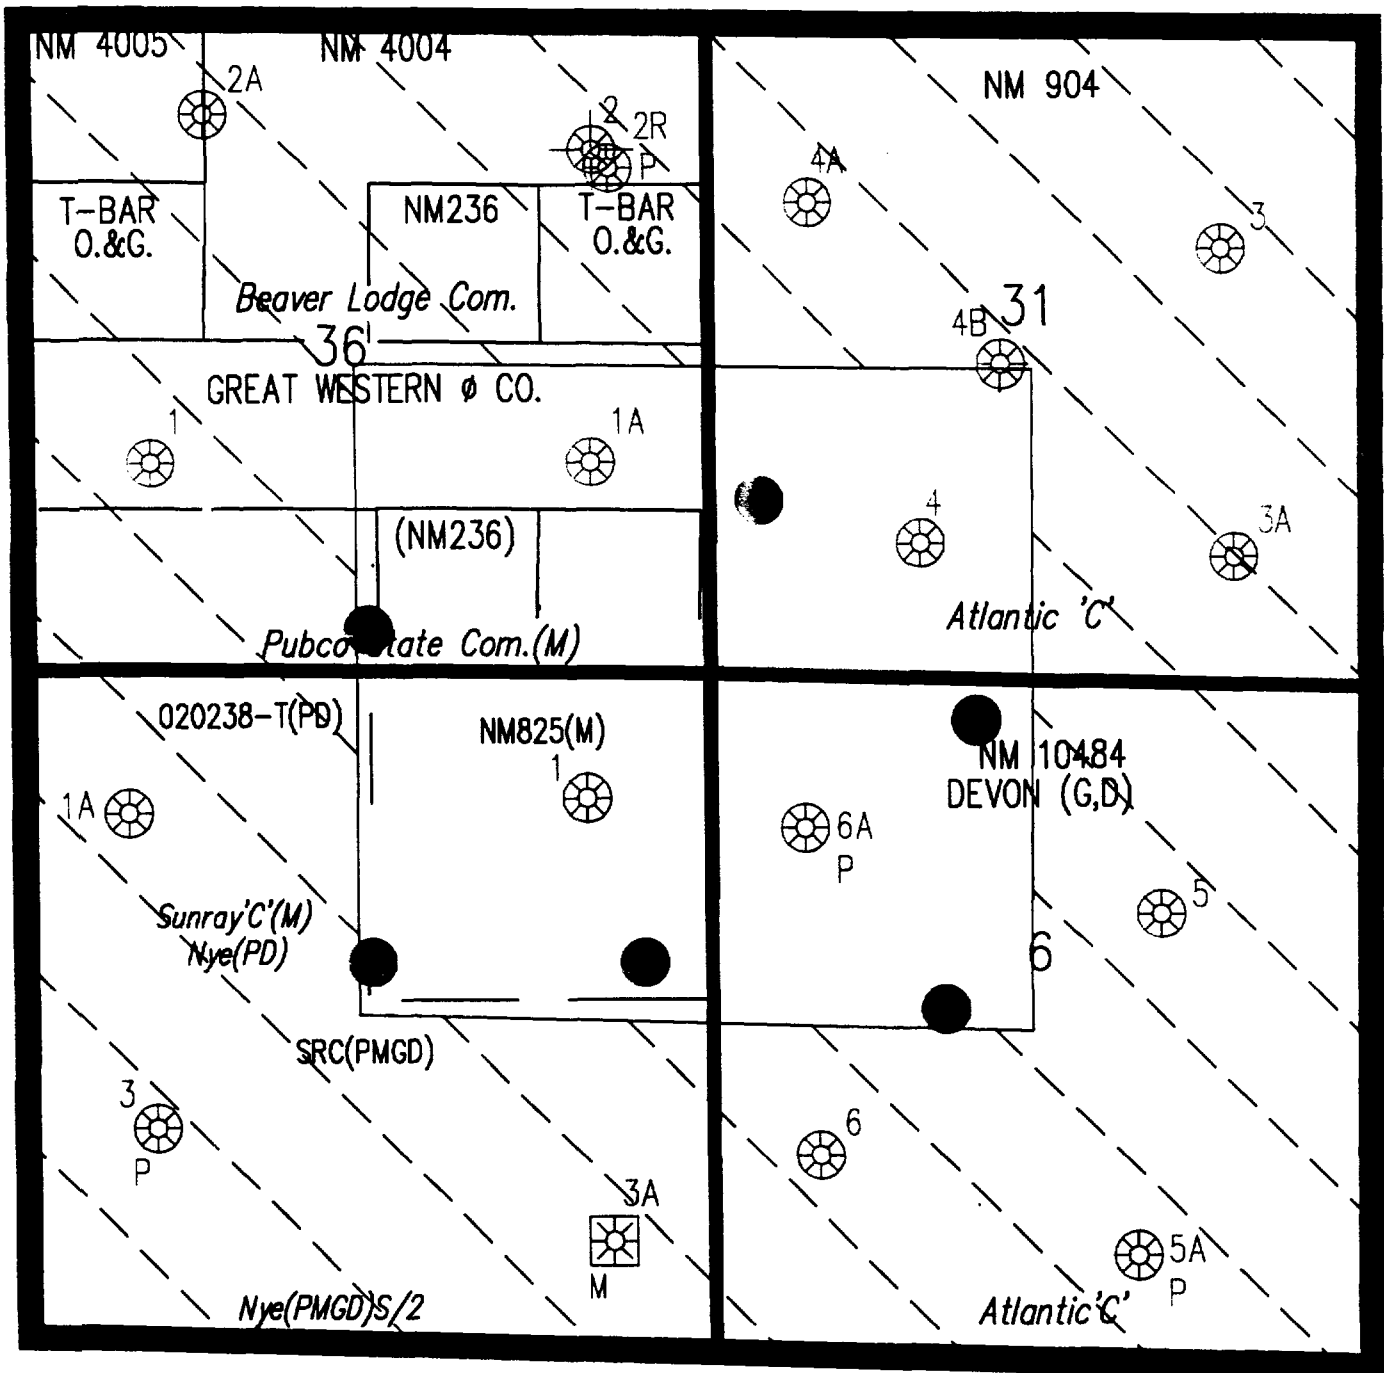 NM 4005
NM 4004
2A
2
2R
P
T-BAR
O.&G.
NM236
T-BAR
O.&G.
Beaver Lodge Com.
36
GREAT WESTERN ø CO.
1
1A
(NM236)
Pubco State Com.(M)
NM 904
4A
3
31
4B
4
3A
Atlantic 'C'
020238-T(PD)
NM825(M)
1
1A
Sunray'C'(M)
Nye(PD)
SRC(PMGD)
3
P
3A
M
Nye(PMGD)S/2
NM 10484
DEVON (G,D)
6A
P
5
6
6
5A
P
Atlantic'C'